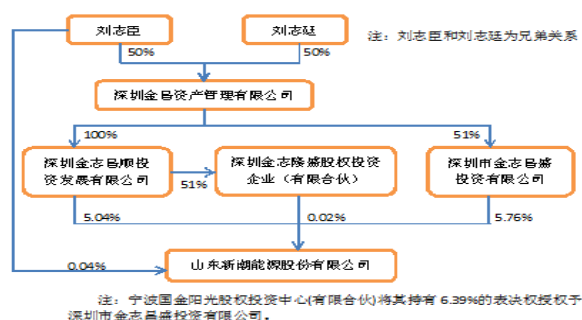 刘志臣
刘志廷
注：刘志臣和刘志廷为兄弟关系
50%
50%
深圳金昌资产管理有限公司
100%
51%
深圳金志昌顺投
资发展有限公司
51%
深圳金志隆盛股权投资
企业（有限合伙）
深圳市金志昌盛
投资有限公司
5.04%
0.02%
5.76%
0.04%
山东新潮能源股份有限公司
注：宁波国金阳光股权投资中心(有限合伙)将其持有 6.39%的表决权授权于
深圳市金志昌盛投资有限公司。